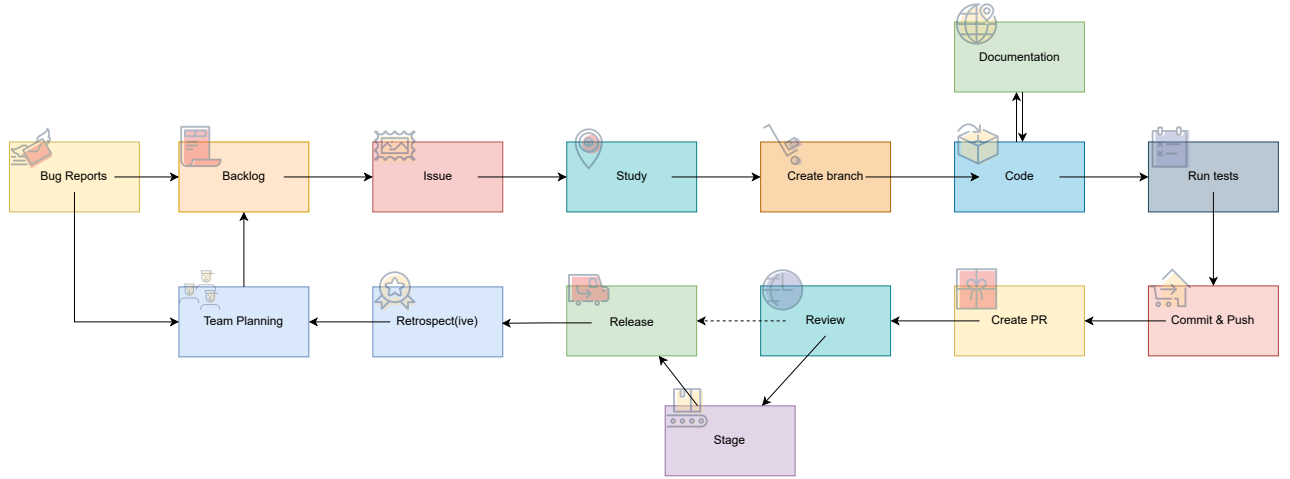 Documentation
Bug Reports
Backlog
Issue
Study
Create branch
Code
Run tests
Team Planning
Retrospect(ive)
Release
Review
Create PR
Commit & Push
Stage